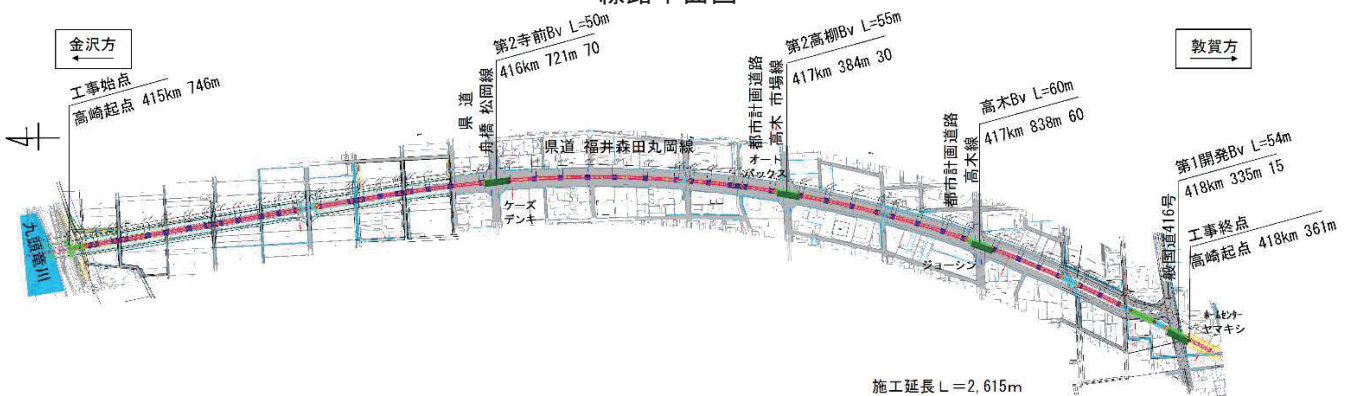 金沢方
敦賀方
工事始点
高崎起点 415km 746m
県道
舟橋 松岡線
第2寺前Bv L=50m
416km 721m 70
県道 福井森田丸岡線
都市計画道路
高木 市場線
第2高柳Bv L=55m
417km 384m 30
オート
バックス
都市計画道路
高木線
高木Bv L=60m
417km 838m 60
一般国道416号
第1開発Bv L=54m
418km 335m 15
工事終点
高崎起点 418km 361m
九頭竜川
ケーズ
デンキ
ジョーシン
ホームセンター
ヤマキシ
施工延長L=2,615m